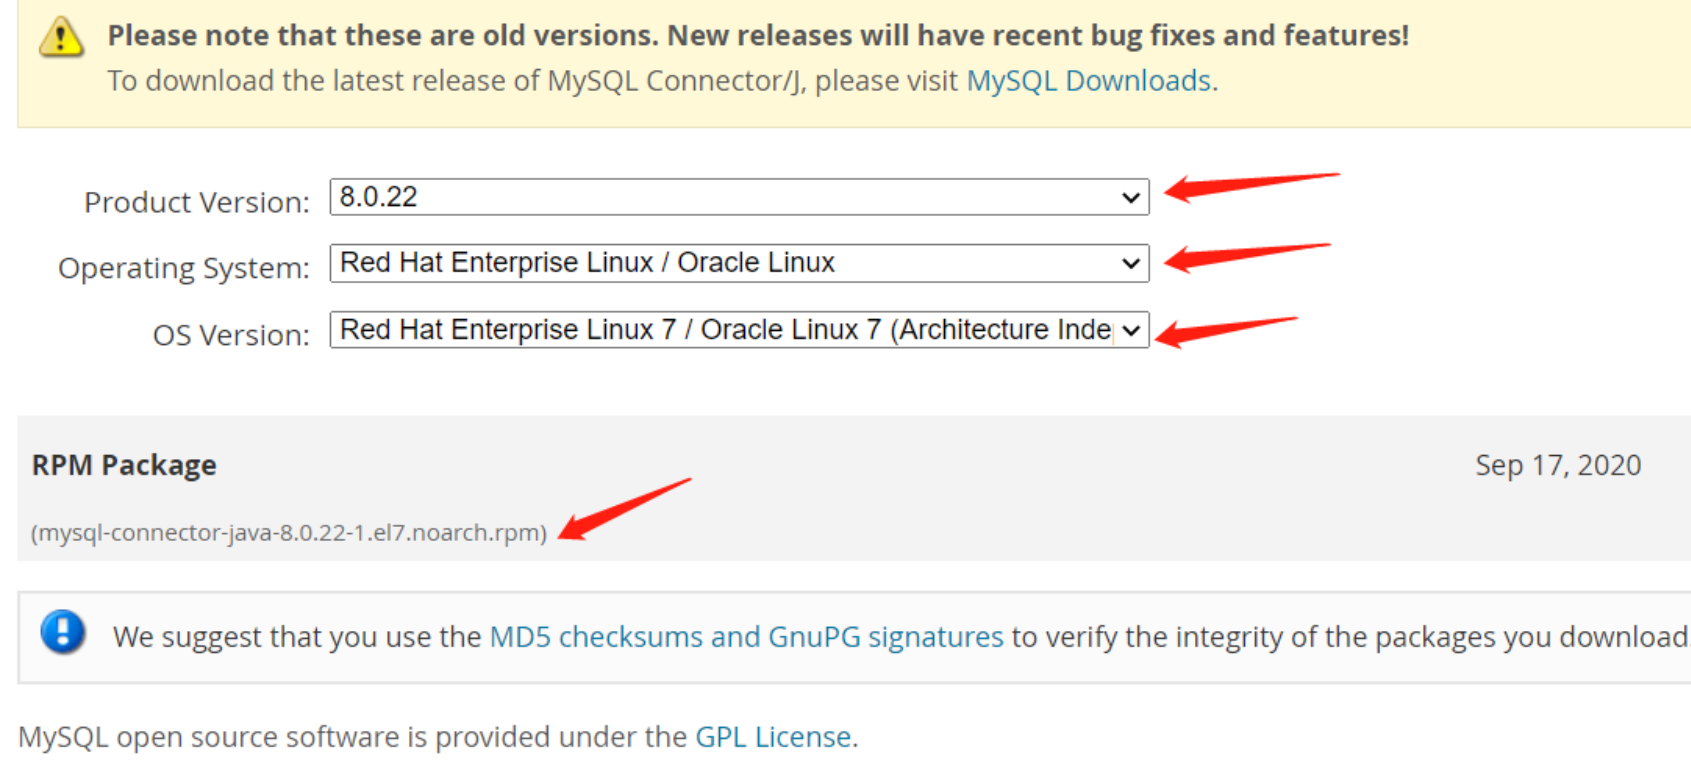 Please note that these are old versions. New releases will have recent bug fixes and features!
To download the latest release of MySQL Connector/J, please visit MySQL Downloads.
Product Version: 8.0.22
Operating System: Red Hat Enterprise Linux / Oracle Linux
OS Version: Red Hat Enterprise Linux 7 / Oracle Linux 7 (Architecture Inde
RPM Package Sep 17, 2020
(mysql-connector-java-8.0.22-1.el7.noarch.rpm)
We suggest that you use the MD5 checksums and GnuPG signatures to verify the integrity of the packages you download
MySQL open source software is provided under the GPL License.